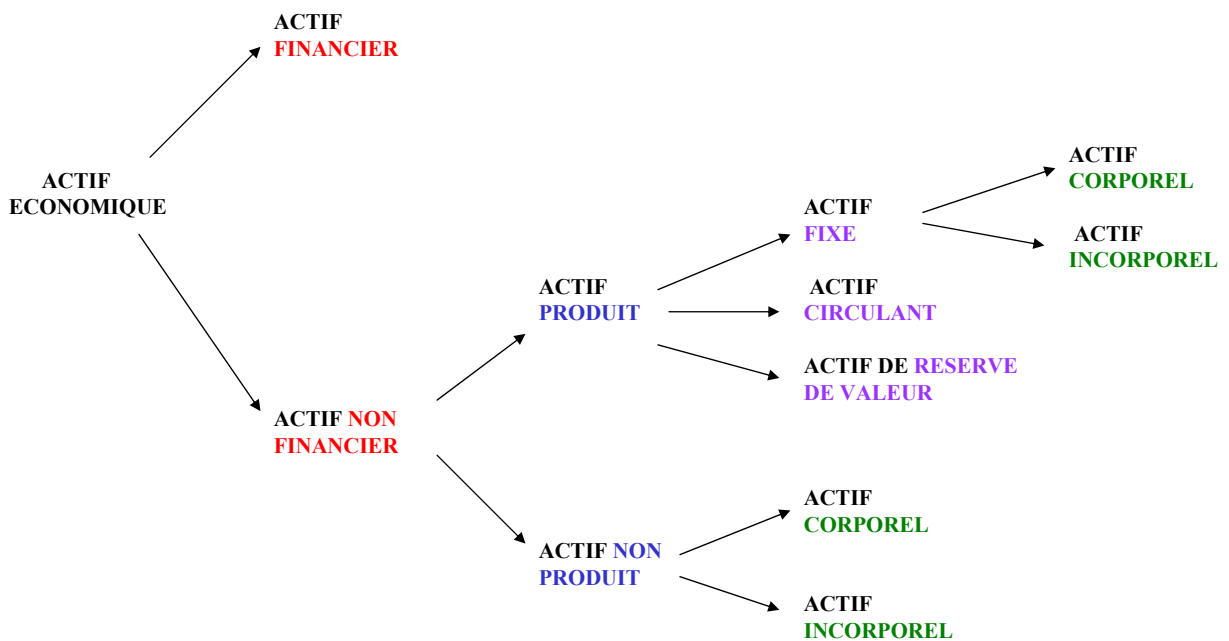 ACTIF
FINANCIER
ACTIF
ECONOMIQUE
ACTIF NON
FINANCIER
ACTIF
PRODUIT
ACTIF NON
PRODUIT
ACTIF
FIXE
ACTIF
CIRCULANT
ACTIF DE RESERVE
DE VALEUR
ACTIF
CORPOREL
ACTIF
INCORPOREL
ACTIF
CORPOREL
ACTIF
INCORPOREL